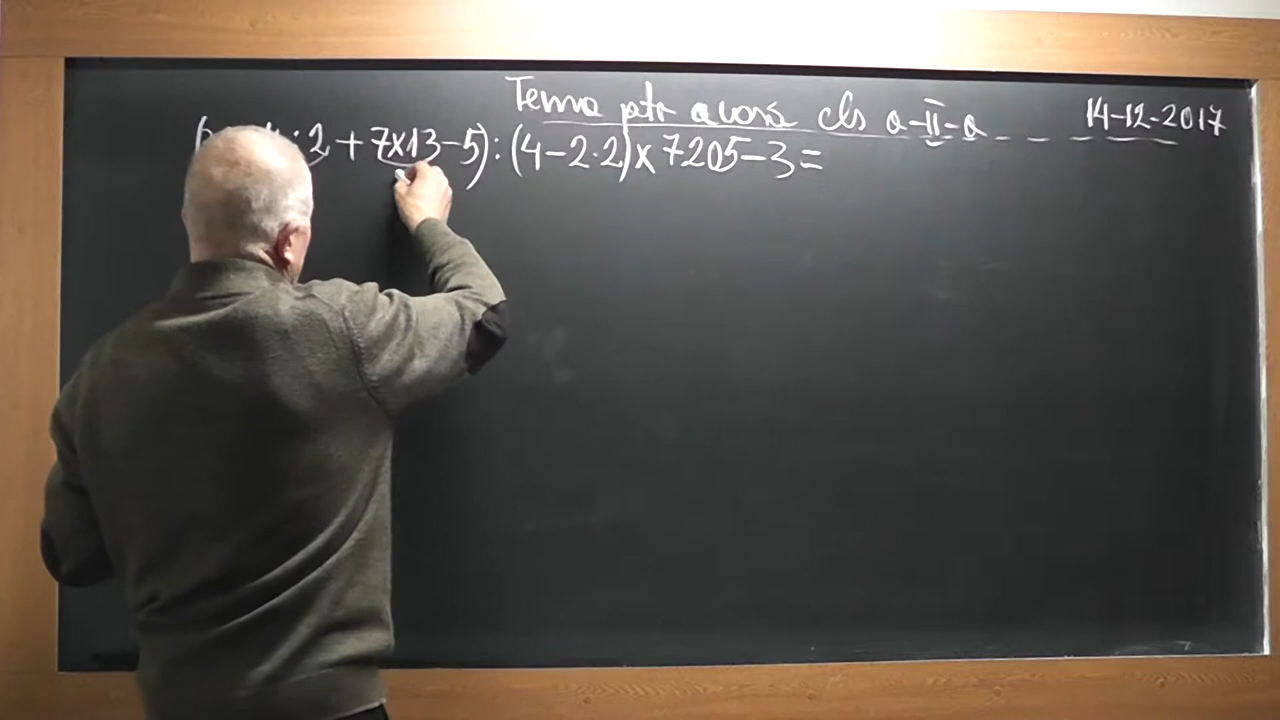 Tema ptr acasă cls a-II-a 14-12-2017
: 2 + 7x13-5) : (4-2·2)x 7205-3=